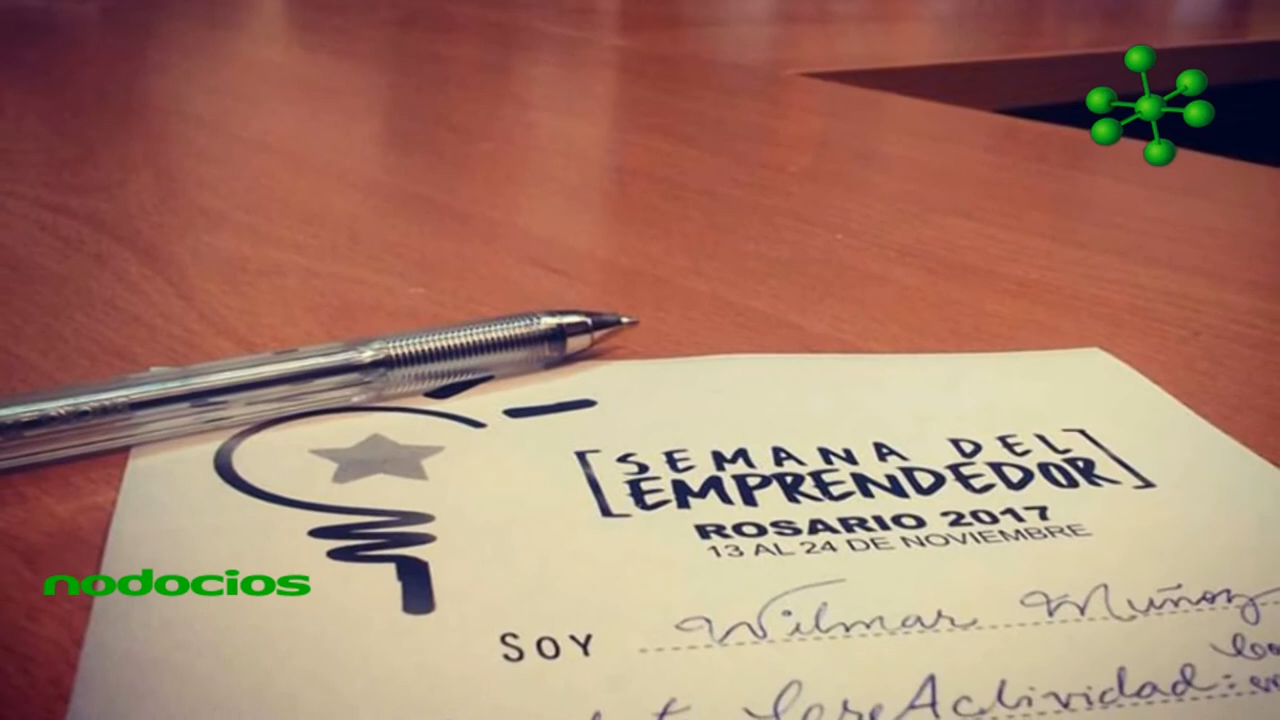 [SEMANA DEL
EMPRENDEDOR]
ROSARIO 2017
13 AL 24 DE NOVIEMBRE
nodocios
SOY Wilmar Muñoz
Actividad: